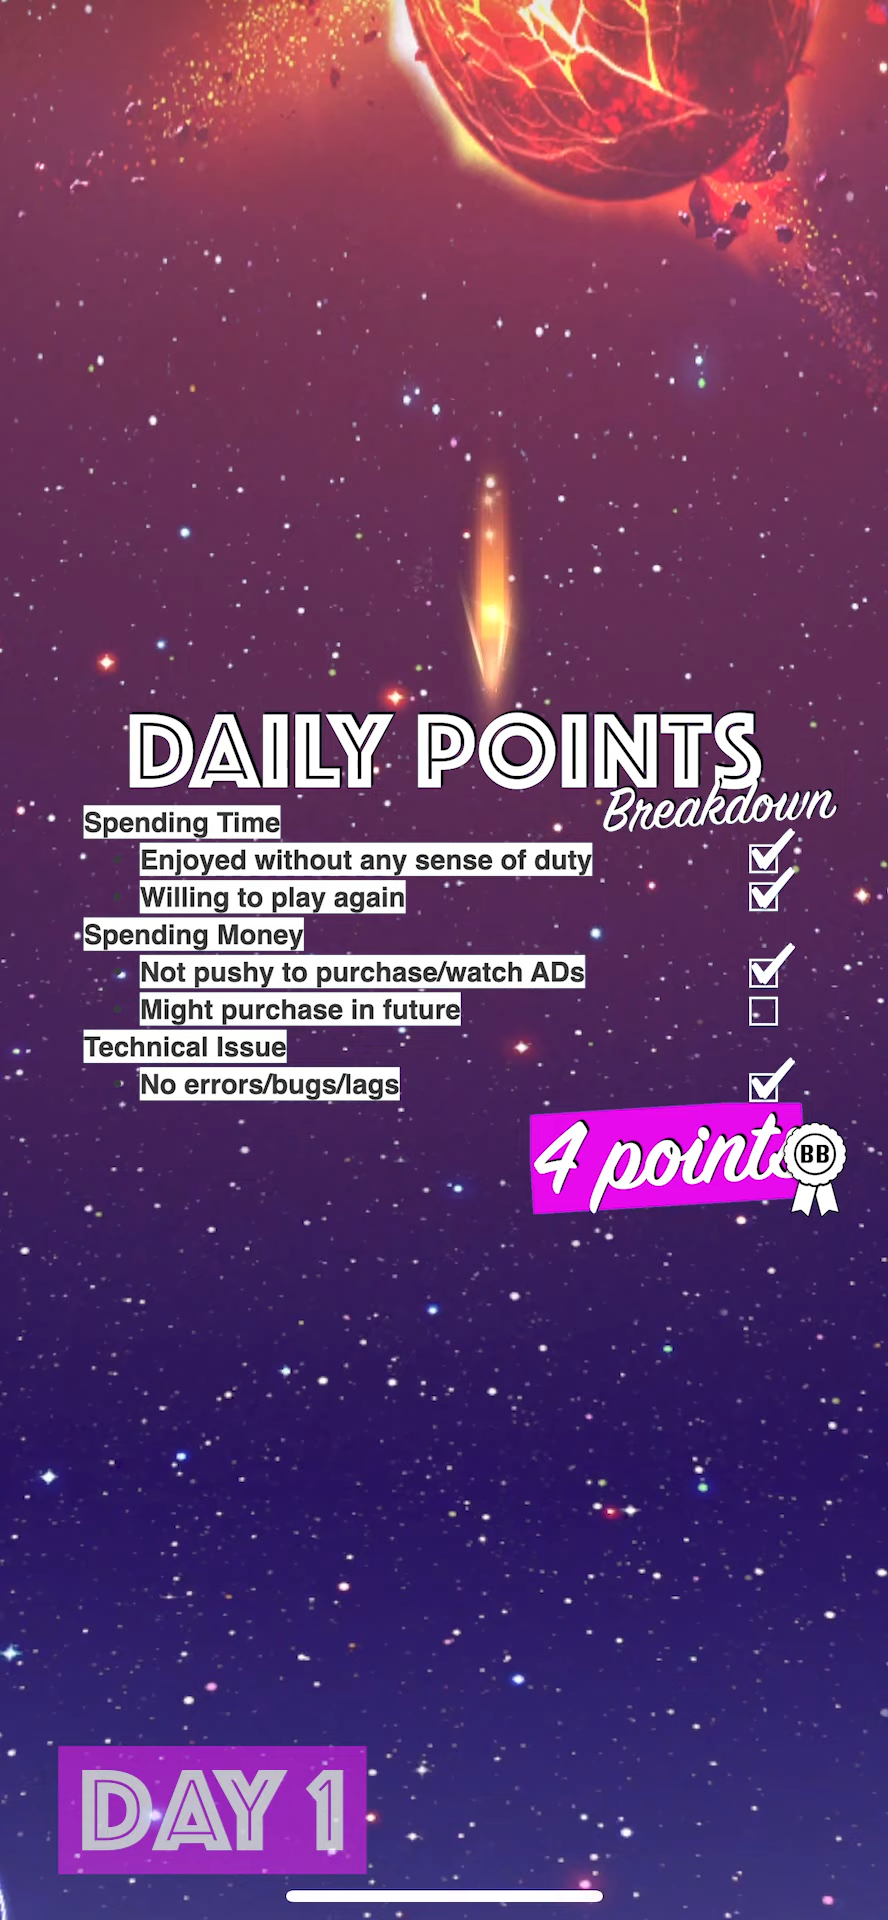 DAILY POINTS
Breakdown
Spending Time
Enjoyed without any sense of duty
Willing to play again
Spending Money
Not pushy to purchase/watch ADs
Might purchase in future
Technical Issue
No errors/bugs/lags
4 points
BB
DAY 1